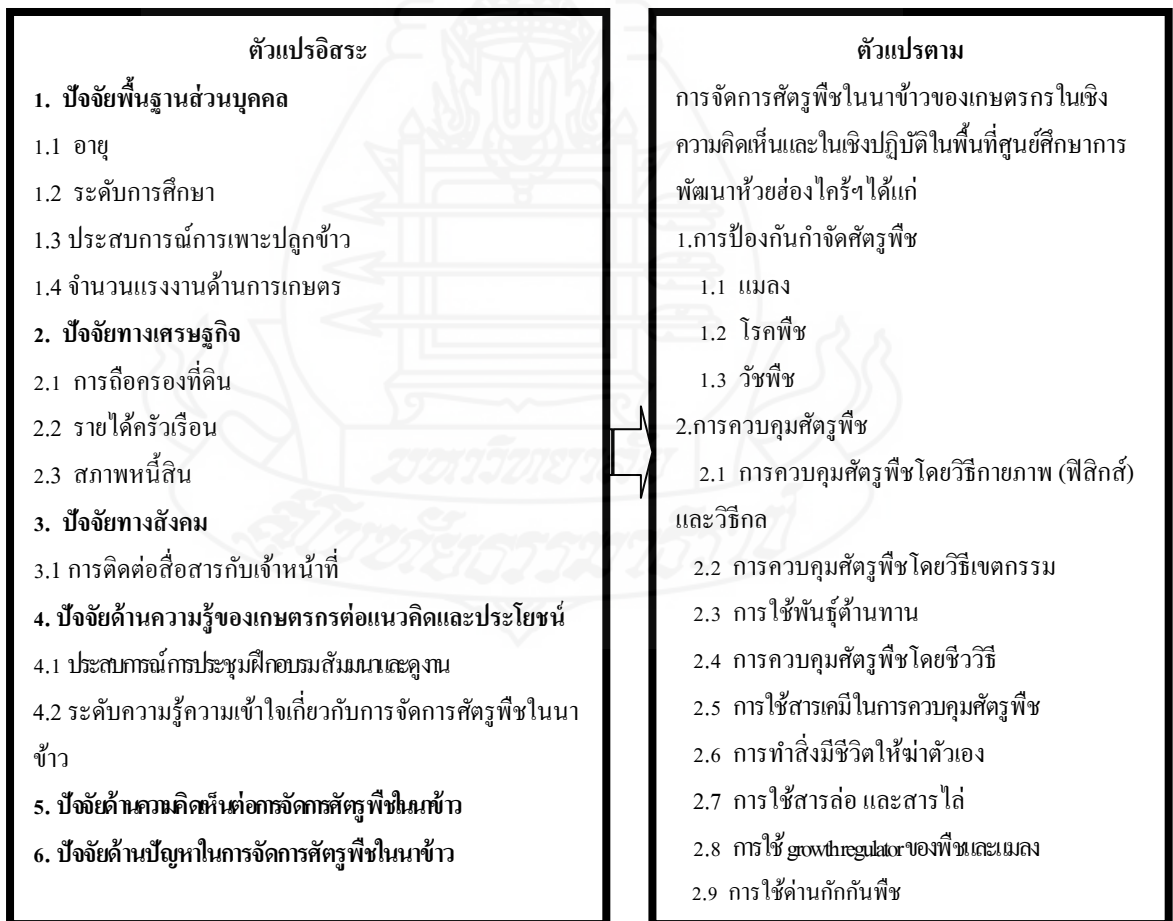 ตัวแปรอิสระ
1. ปัจจัยพื้นฐานส่วนบุคคล
1.1 อายุ
1.2 ระดับการศึกษา
1.3 ประสบการณ์การเพาะปลูกข้าว
1.4 จำนวนแรงงานด้านการเกษตร
2. ปัจจัยทางเศรษฐกิจ
2.1 การถือครองที่ดิน
2.2 รายได้ครัวเรือน
2.3 สภาพหนี้สิน
3. ปัจจัยทางสังคม
3.1 การติดต่อสื่อสารกับเจ้าหน้าที่
4. ปัจจัยด้านความรู้ของเกษตรกรต่อแนวคิดและประโยชน์
4.1 ประสบการณ์การประชุมฝึกอบรมสัมมนาและดูงาน
4.2 ระดับความรู้ความเข้าใจเกี่ยวกับการจัดการศัตรูพืชในนา
ข้าว
5. ปัจจัยด้านความคิดเห็นต่อการจัดการศัตรูพืชในนาข้าว
6. ปัจจัยด้านปัญหาในการจัดการศัตรูพืชในนาข้าว
ตัวแปรตาม
การจัดการศัตรูพืชในนาข้าวของเกษตรกรในเชิง
ความคิดเห็นและในเชิงปฏิบัติในพื้นที่ศูนย์ศึกษาการ
พัฒนาห้วยฮ่องไคร้ฯ ได้แก่
1.การป้องกันกำจัดศัตรูพืช
1.1 แมลง
1.2 โรคพืช
1.3 วัชพืช
2.การควบคุมศัตรูพืช
2.1 การควบคุมศัตรูพืชโดยวิธีกายภาพ (ฟิสิกส์)
และวิธีกล
2.2 การควบคุมศัตรูพืชโดยวิธีเขตกรรม
2.3 การใช้พันธุ์ต้านทาน
2.4 การควบคุมศัตรูพืชโดยชีววิธี
2.5 การใช้สารเคมีในการควบคุมศัตรูพืช
2.6 การทำสิ่งมีชีวิตให้ฆ่าตัวเอง
2.7 การใช้สารล่อ และสารไล่
2.8 การใช้ growth regulator ของพืชและแมลง
2.9 การใช้ด่านกักกันพืช
มหาวิทยาลัย
สุโขทัยธรรมาธิราช